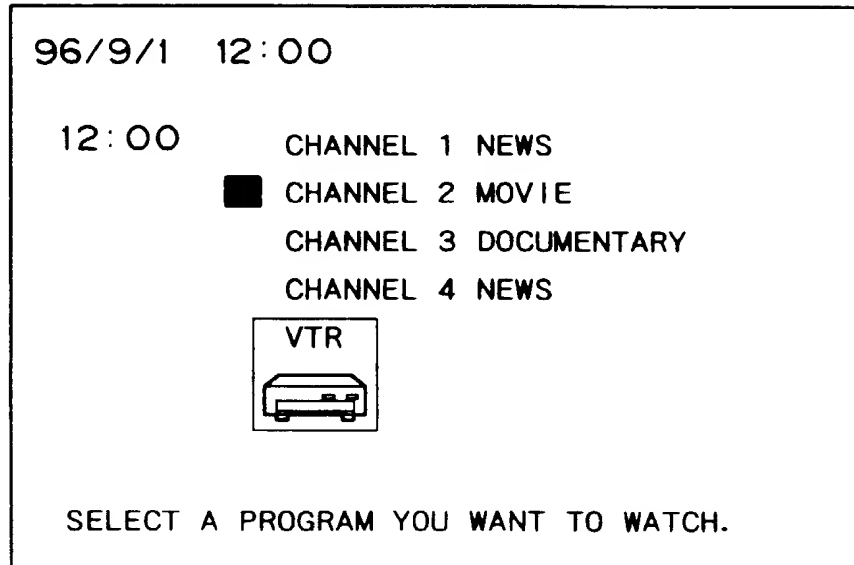 96/9/1 12:00
12:00 CHANNEL 1 NEWS
CHANNEL 2 MOVIE
CHANNEL 3 DOCUMENTARY
CHANNEL 4 NEWS
VTR
SELECT A PROGRAM YOU WANT TO WATCH.